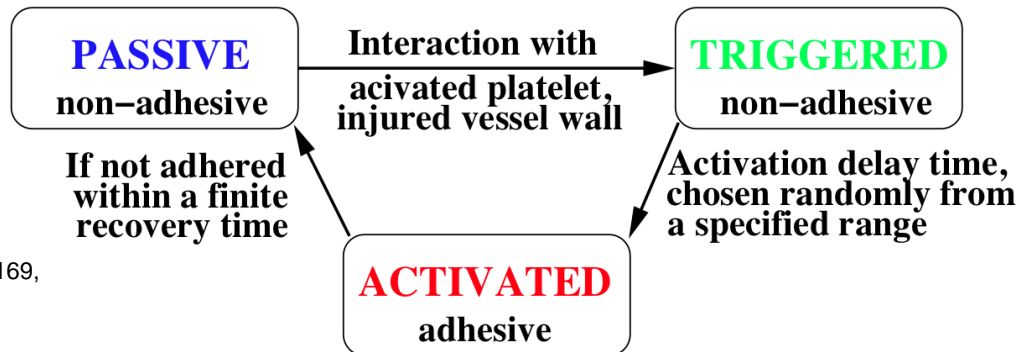 PASSIVE
non−adhesive
Interaction with
acivated platelet,
injured vessel wall
TRIGGERED
non−adhesive
If not adhered
within a finite
recovery time
Activation delay time,
chosen randomly from
a specified range
169,
ACTIVATED
adhesive